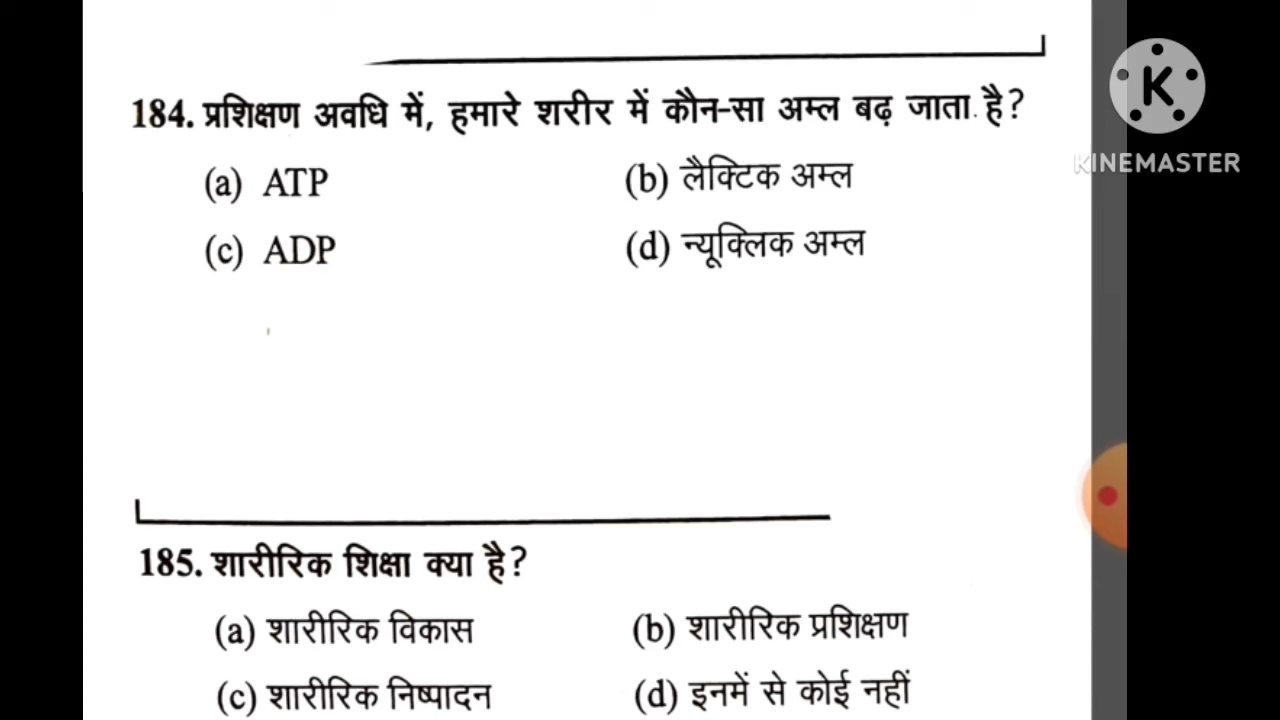 184. प्रशिक्षण अवधि में, हमारे शरीर में कौन-सा अम्ल बढ़ जाता है?
(a) ATP (b) लैक्टिक अम्ल
(c) ADP (d) न्यूक्लिक अम्ल
K
KINEMASTER
185. शारीरिक शिक्षा क्या है?
(a) शारीरिक विकास (b) शारीरिक प्रशिक्षण
(c) शारीरिक निष्पादन (d) इनमें से कोई नहीं